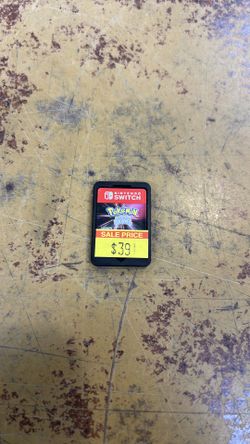 NINTENDO
SWITCH
POKÉMON
SALE PRICE
$39